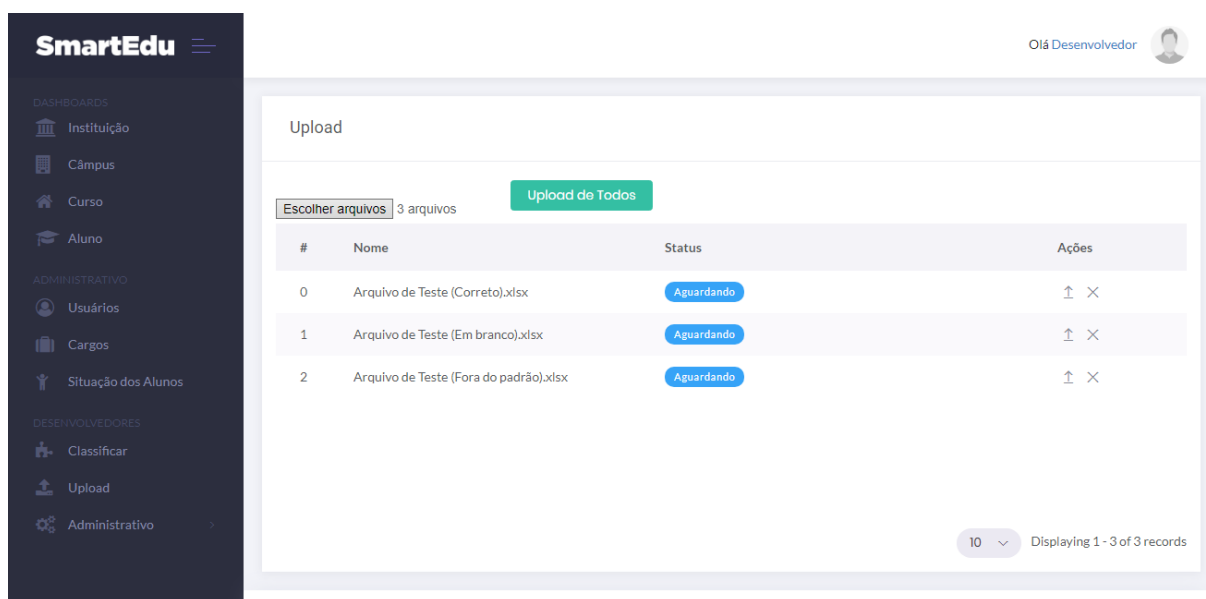 SmartEdu
Olá Desenvolvedor
DASHBOARDS
Instituição
Câmpus
Curso
Aluno
ADMINISTRATIVO
Usuários
Cargos
Situação dos Alunos
DESENVOLVEDORES
Classificar
Upload
Administrativo
Upload
Upload de Todos
Escolher arquivos 3 arquivos
# Nome Status Ações
0 Arquivo de Teste (Correto).xlsx Aguardando
1 Arquivo de Teste (Em branco).xlsx Aguardando
2 Arquivo de Teste (Fora do padrão).xlsx Aguardando
10 Displaying 1 - 3 of 3 records